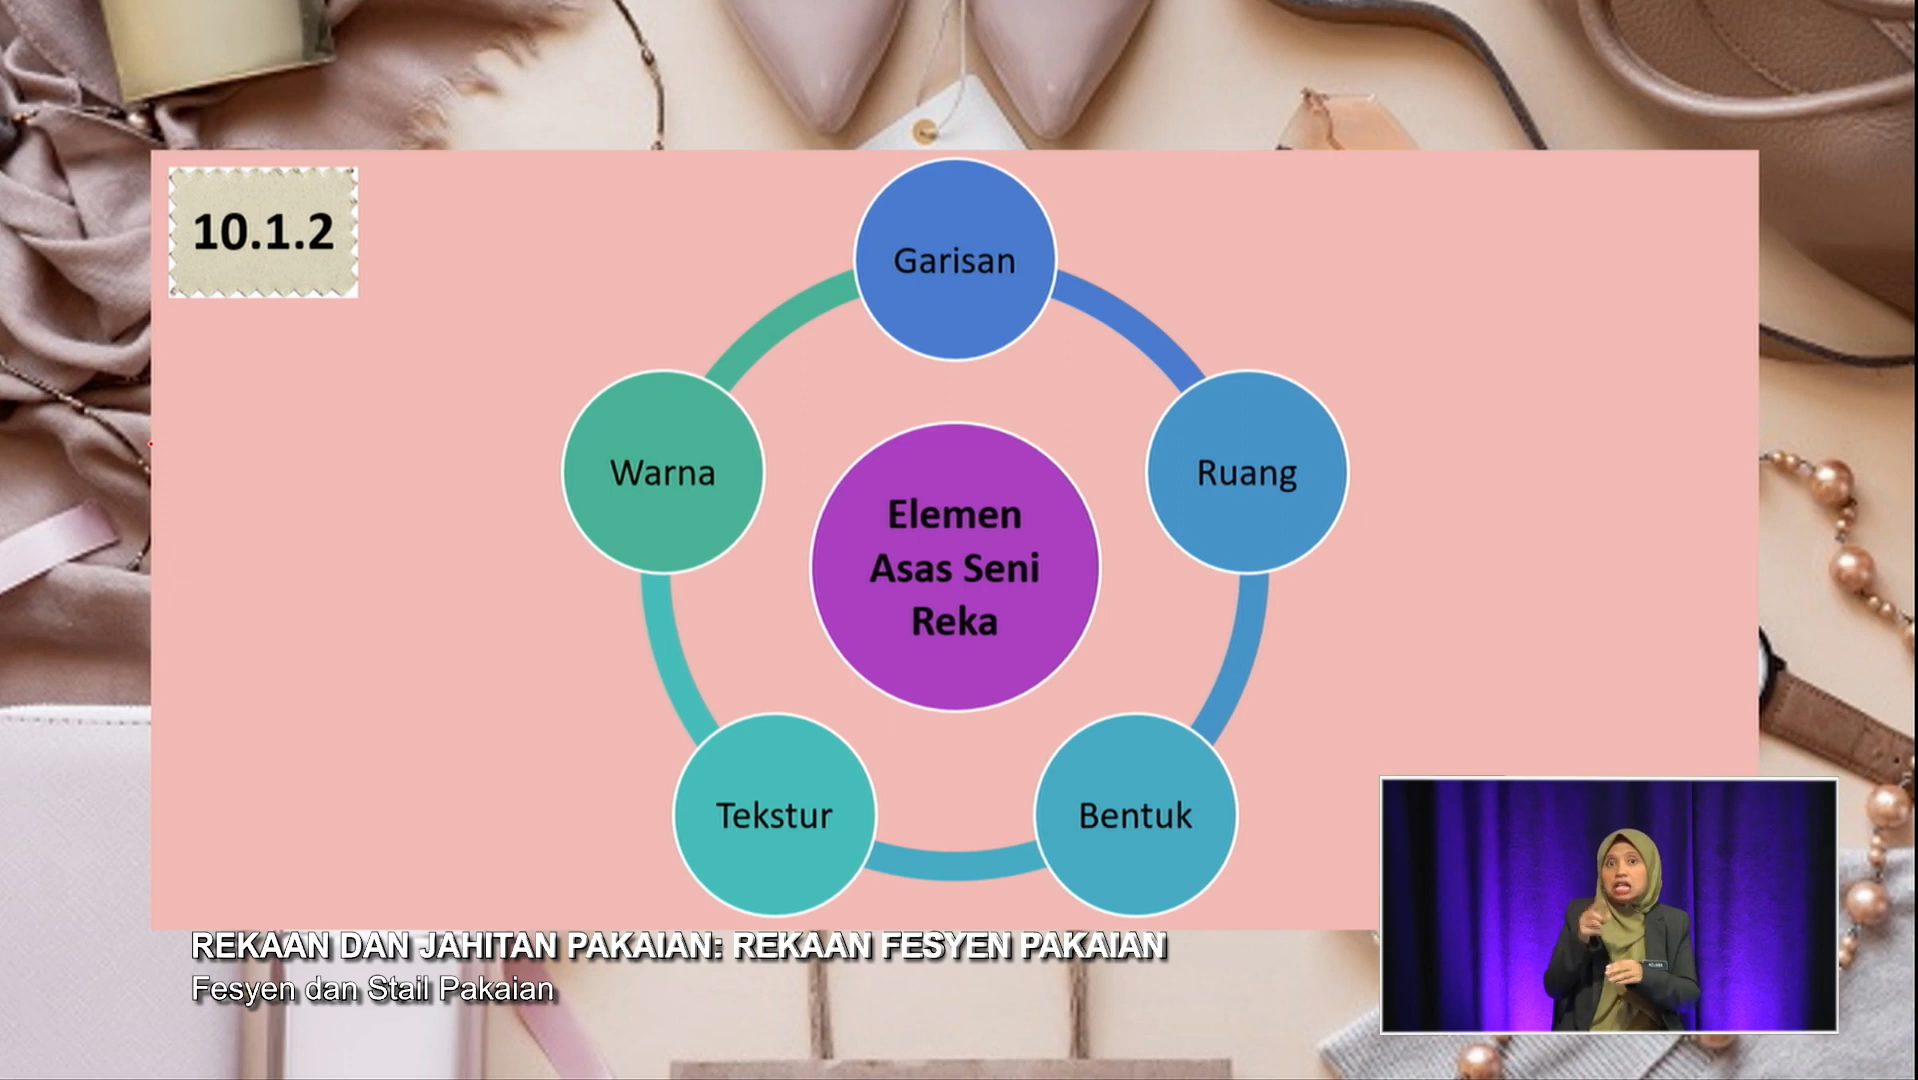 10.1.2
Garisan
Warna
Ruang
Elemen
Asas Seni
Reka
Tekstur
Bentuk
REKAAN DAN JAHITAN PAKAIAN: REKAAN FESYEN PAKAIAN
Fesyen dan Stail Pakaian